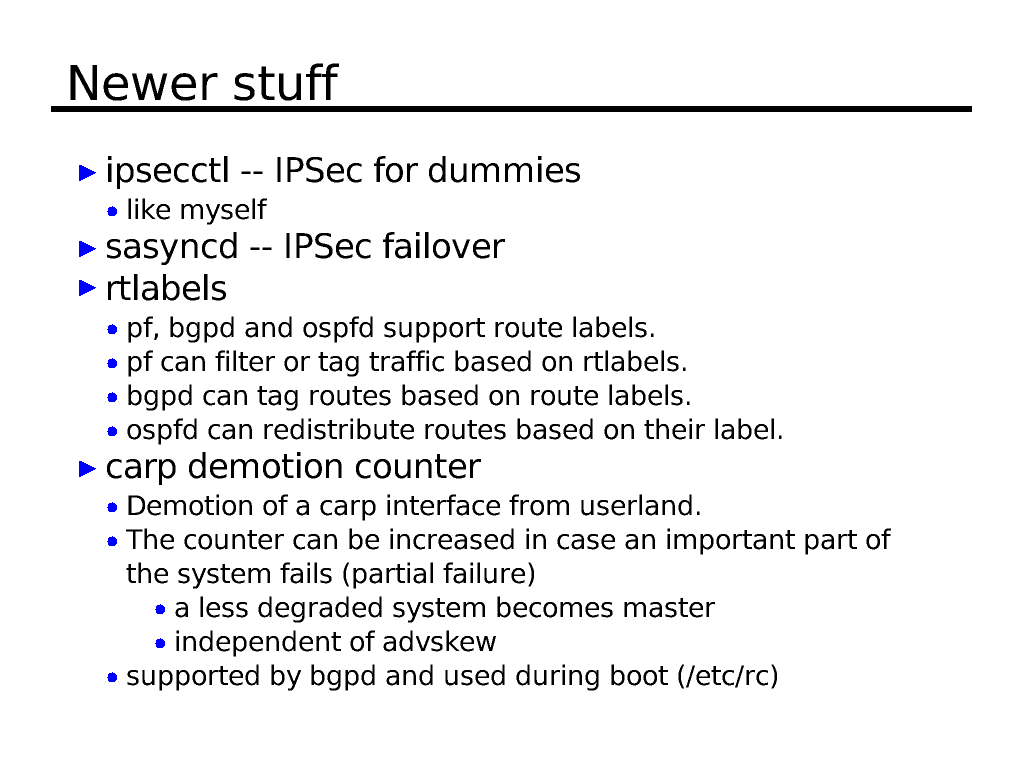 Newer stuff
ipsecctl -- IPSec for dummies
like myself
sasyncd -- IPSec failover
rtlabels
pf, bgpd and ospfd support route labels.
pf can filter or tag traffic based on rtlabels.
bgpd can tag routes based on route labels.
ospfd can redistribute routes based on their label.
carp demotion counter
Demotion of a carp interface from userland.
The counter can be increased in case an important part of
the system fails (partial failure)
a less degraded system becomes master
independent of advskew
supported by bgpd and used during boot (/etc/rc)